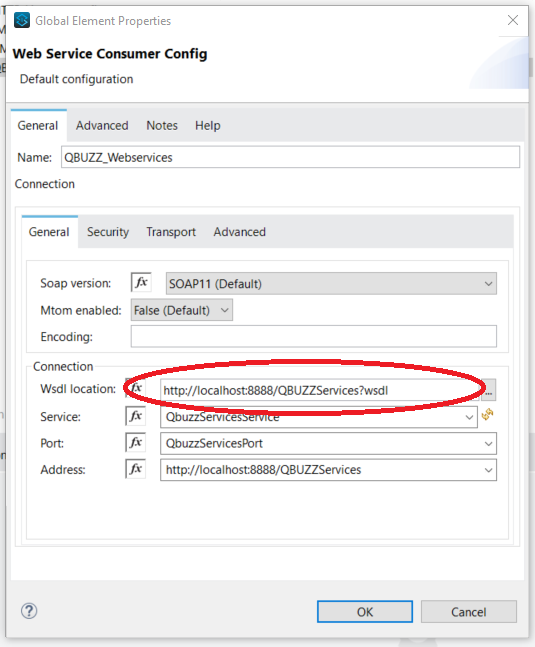 Global Element Properties
Web Service Consumer Config
Default configuration
General Advanced Notes Help
Name: QBUZZ_Webservices
Connection
General Security Transport Advanced
Soap version: fx SOAP11 (Default)
Mtom enabled: False (Default)
Encoding:
Connection
Wsdl location: fx http://localhost:8888/QBUZZServices?wsdl ...
Service: fx QbuzzServicesService
Port: fx QbuzzServicesPort
Address: fx http://localhost:8888/QBUZZServices
? OK Cancel